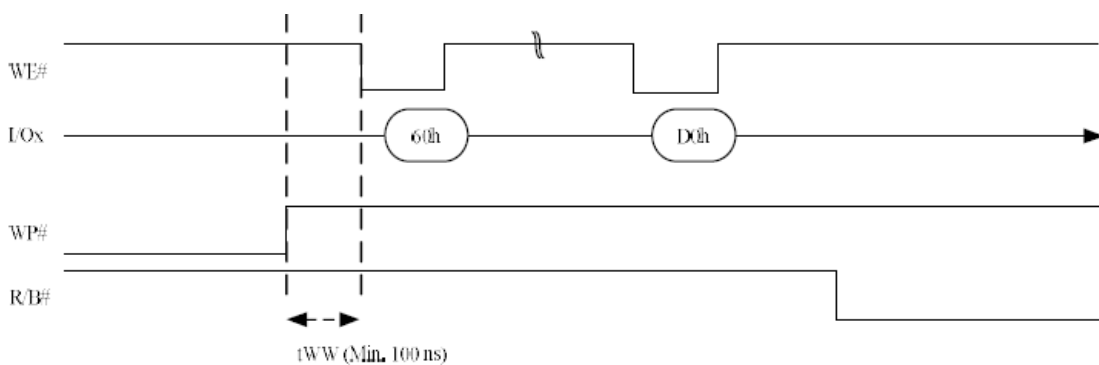 WE#
I/Ox
60h
D0h
WP#
R/B#
tWW (Min. 100 ns)